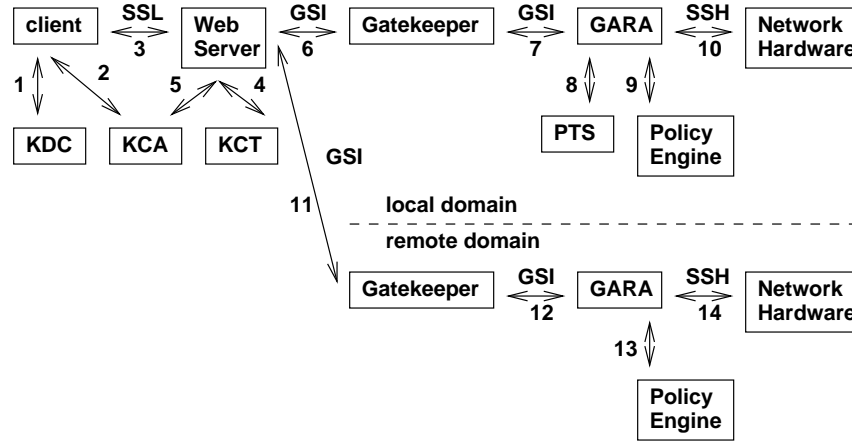 SSL
GSI
GSI
SSH
client
Web
Server
Gatekeeper
GARA
Network
Hardware
3
6
7
10
1
2
5
4
8
9
KDC
KCA
KCT
PTS
Policy
Engine
GSI
11
local domain
remote domain
GSI
SSH
Gatekeeper
GARA
Network
Hardware
12
14
13
Policy
Engine